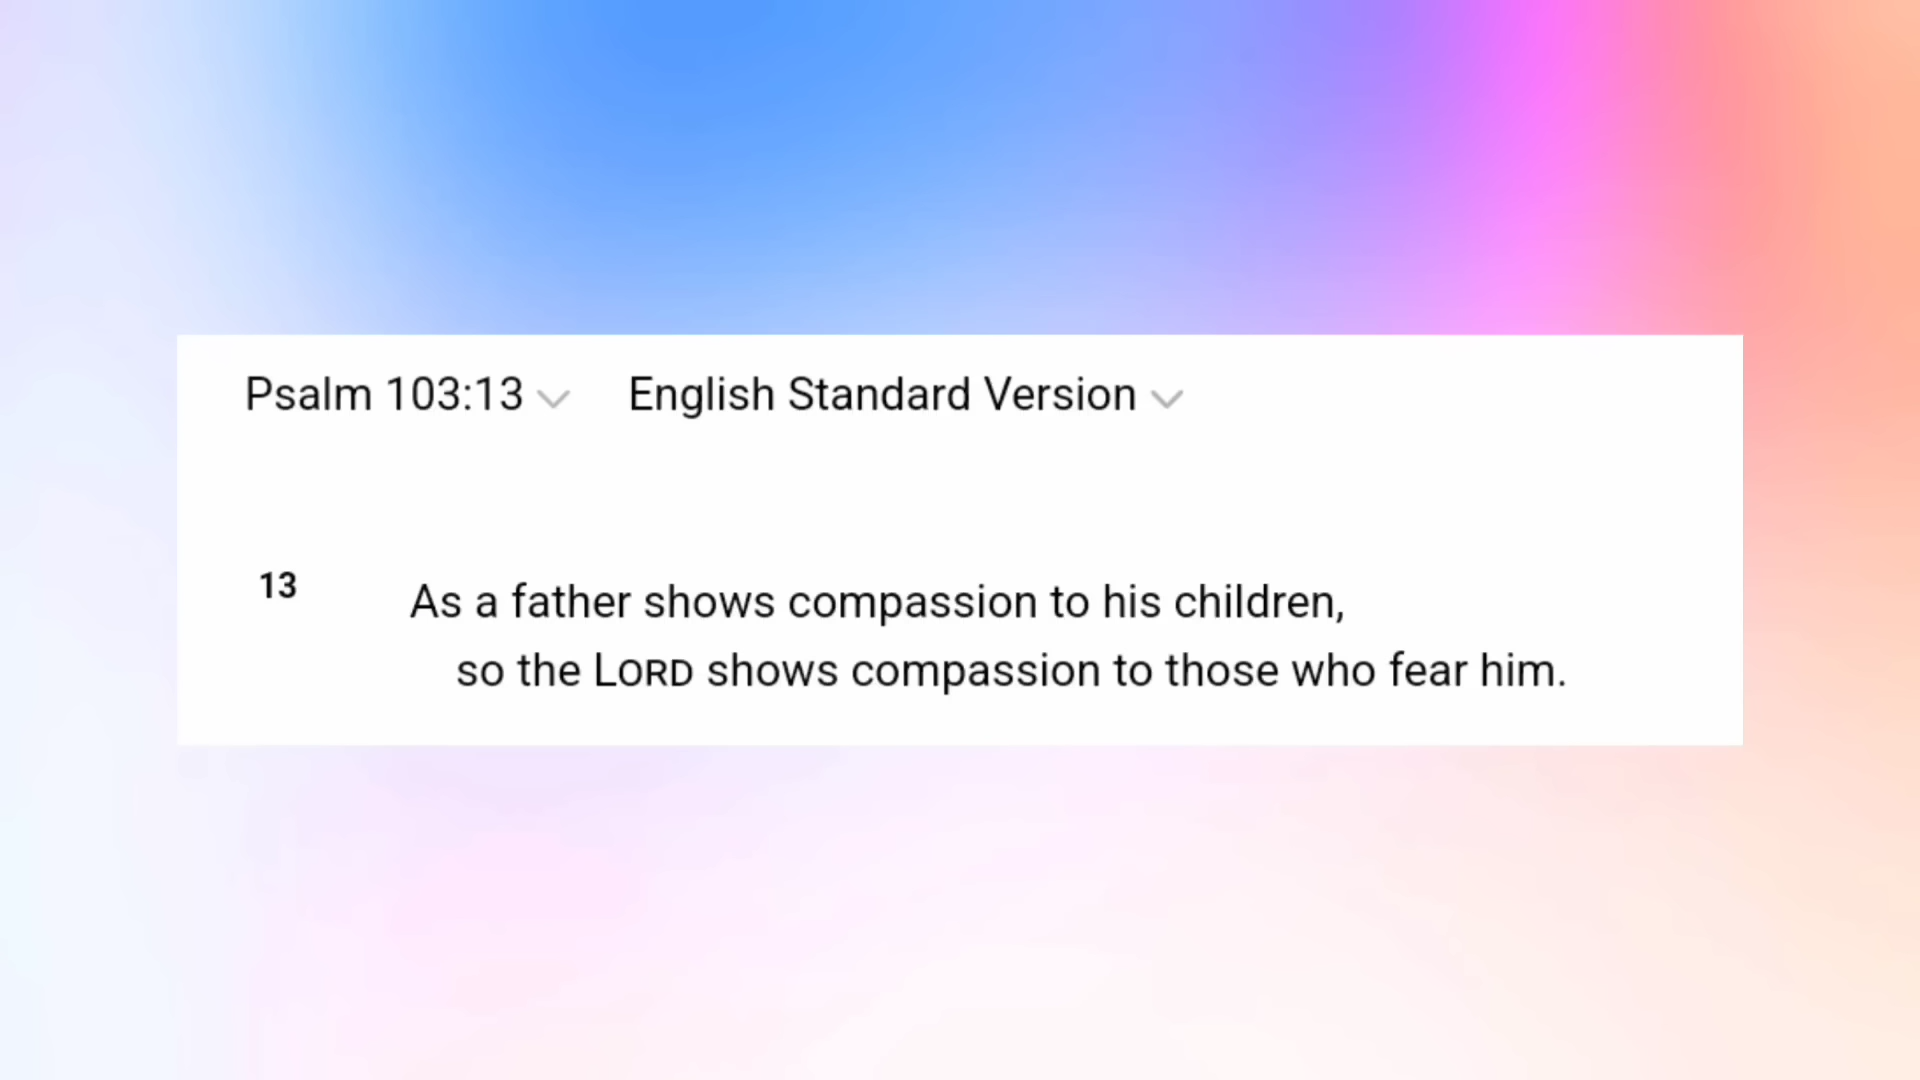 Psalm 103:13 English Standard Version
13 As a father shows compassion to his children,
so the LORD shows compassion to those who fear him.